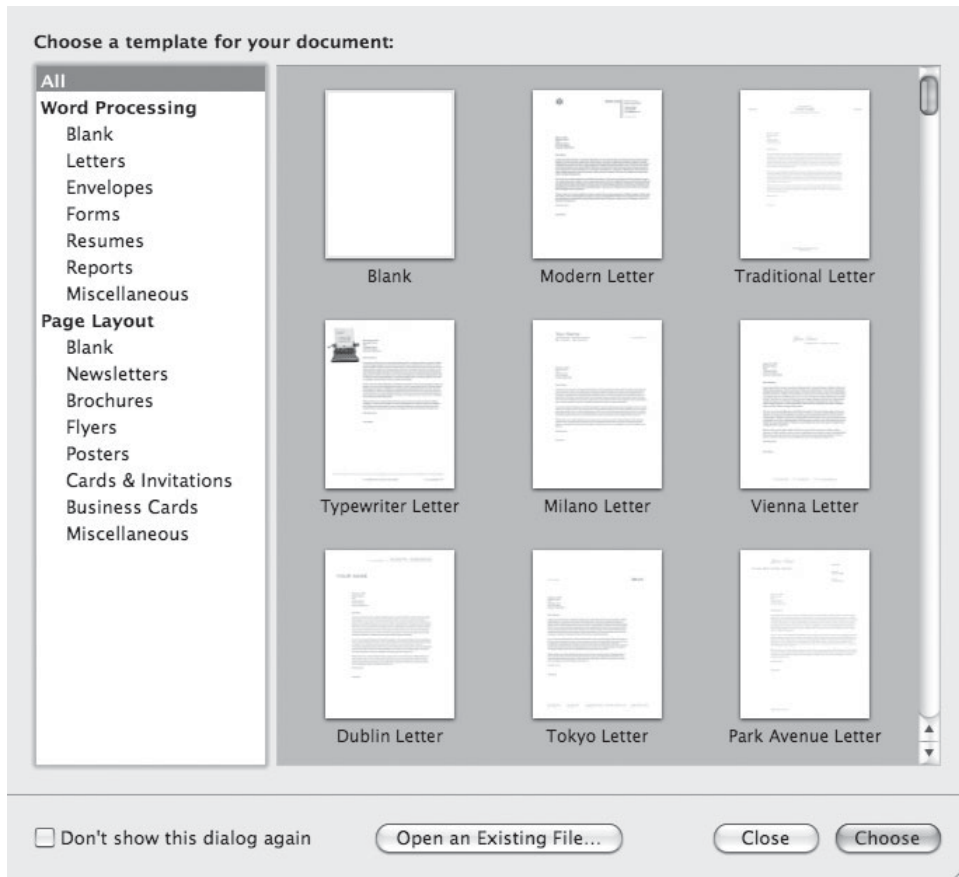 Choose a template for your document:
All
Word Processing
Blank
Letters
Envelopes
Forms
Resumes
Reports
Miscellaneous
Page Layout
Blank
Newsletters
Brochures
Flyers
Posters
Cards & Invitations
Business Cards
Miscellaneous
Blank
Modern Letter
Traditional Letter
Typewriter Letter
Milano Letter
Vienna Letter
Dublin Letter
Tokyo Letter
Park Avenue Letter
Don't show this dialog again
Open an Existing File...
Close
Choose